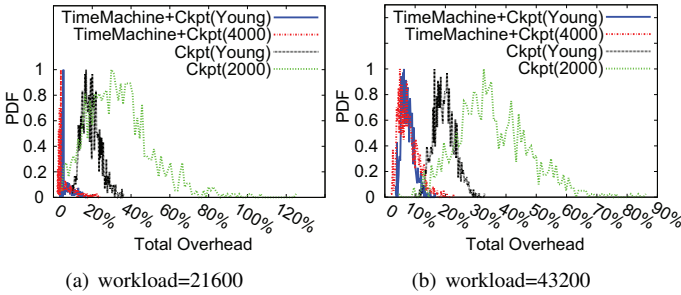 TimeMachine+Ckpt(Young)
TimeMachine+Ckpt(4000)
Ckpt(Young)
Ckpt(2000)
PDF
1
0.8
0.6
0.4
0.2
0
0 20% 40% 60% 80% 100% 120%
Total Overhead
(a) workload=21600
TimeMachine+Ckpt(Young)
TimeMachine+Ckpt(4000)
Ckpt(Young)
Ckpt(2000)
PDF
1
0.8
0.6
0.4
0.2
0
0 10% 20% 30% 40% 50% 60% 70% 80% 90%
Total Overhead
(b) workload=43200